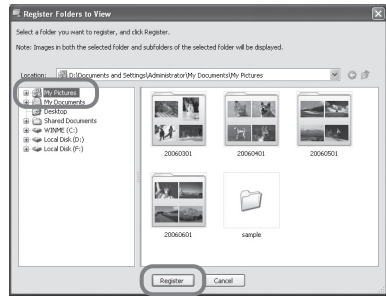 Register Folders to View
Select a folder you want to register, and click Register.
Note: Images in both the selected folder and subfolders of the selected folder will be displayed.
Location: D:\Documents and Settings\Administrator\My Documents\My Pictures
My Pictures
My Documents
Desktop
Shared Documents
WINME (C:)
Local Disk (D:)
Local Disk (F:)
20060301 20060401 20060501
20060601 sample
Register Cancel